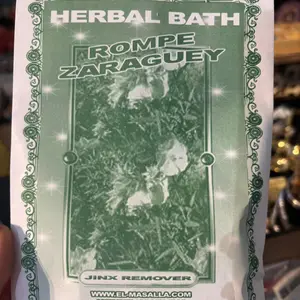 HERBAL BATH
ROMPE
ZARAGUEY
JINX REMOVER
WWW.EL-MASALLA.COM